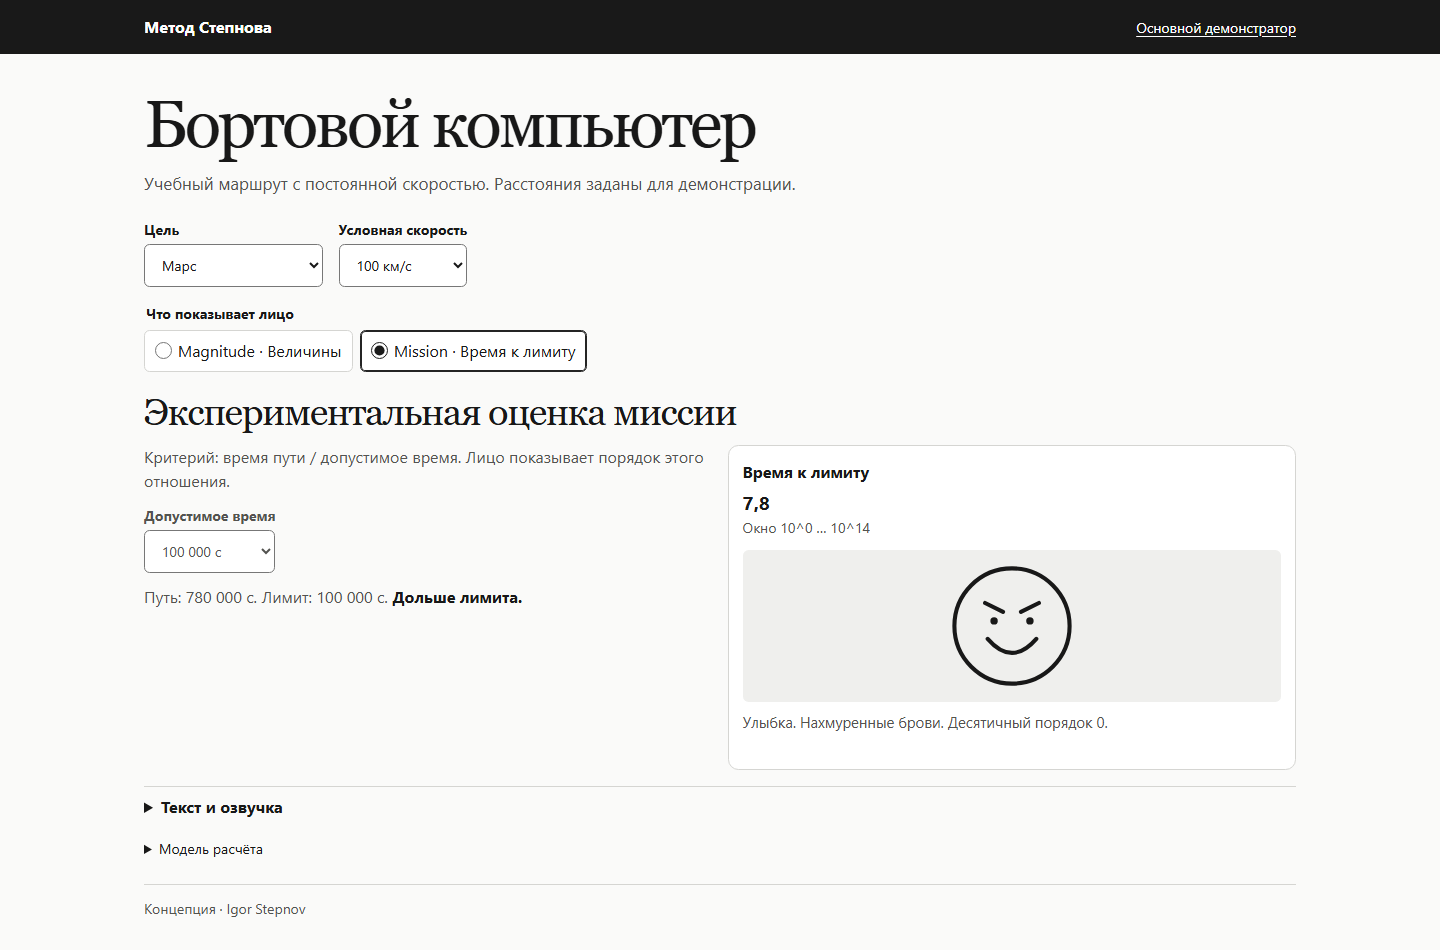 Метод Степнова
Основной демонстратор
Бортовой компьютер
Учебный маршрут с постоянной скоростью. Расстояния заданы для демонстрации.
Цель
Условная скорость
Марс
100 км/с
Что показывает лицо
Magnitude · Величины
Mission · Время к лимиту
Экспериментальная оценка миссии
Критерий: время пути / допустимое время. Лицо показывает порядок этого
отношения.
Допустимое время
100 000 с
Путь: 780 000 с. Лимит: 100 000 с. Дольше лимита.
Время к лимиту
7,8
Окно 10^0 … 10^14
Улыбка. Нахмуренные брови. Десятичный порядок 0.
Текст и озвучка
Модель расчёта
Концепция · Igor Stepnov